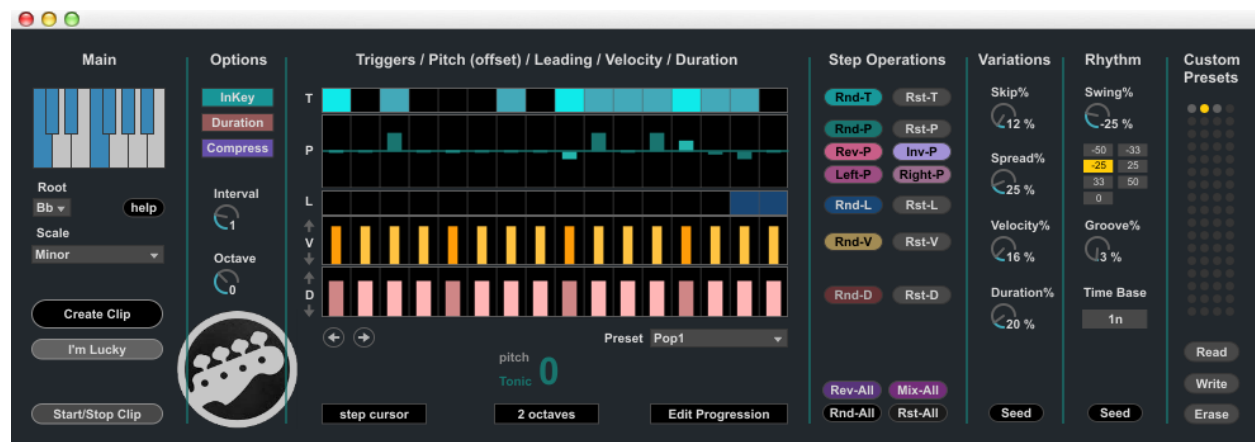 Main
Options
Triggers / Pitch (offset) / Leading / Velocity / Duration
Step Operations
Variations
Rhythm
Custom
Presets
Root
Bb
help
Scale
Minor
Create Clip
I'm Lucky
Start/Stop Clip
InKey
Duration
Compress
Interval
1
Octave
0
T
P
L
V
D
Preset Pop1
pitch
Tonic 0
step cursor
2 octaves
Edit Progression
Rnd-T Rst-T
Rnd-P Rst-P
Rev-P Inv-P
Left-P Right-P
Rnd-L Rst-L
Rnd-V Rst-V
Rnd-D Rst-D
Rev-All Mix-All
Rnd-All Rst-All
Skip%
12 %
Spread%
25 %
Velocity%
16 %
Duration%
20 %
Seed
Swing%
-25 %
-50 -33
-25 25
33 50
0
Groove%
3 %
Time Base
1n
Seed
Read
Write
Erase